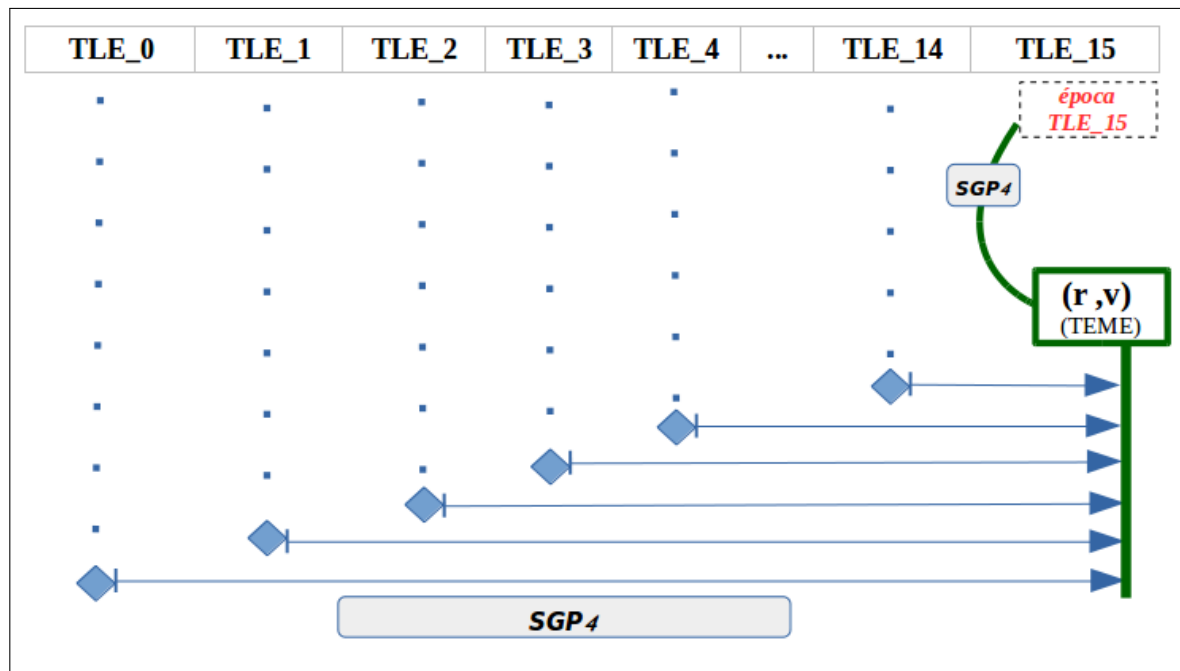 TLE_0 TLE_1 TLE_2 TLE_3 TLE_4 ... TLE_14 TLE_15
época
TLE_15
SGP4
(r ,v)
(TEME)
SGP4